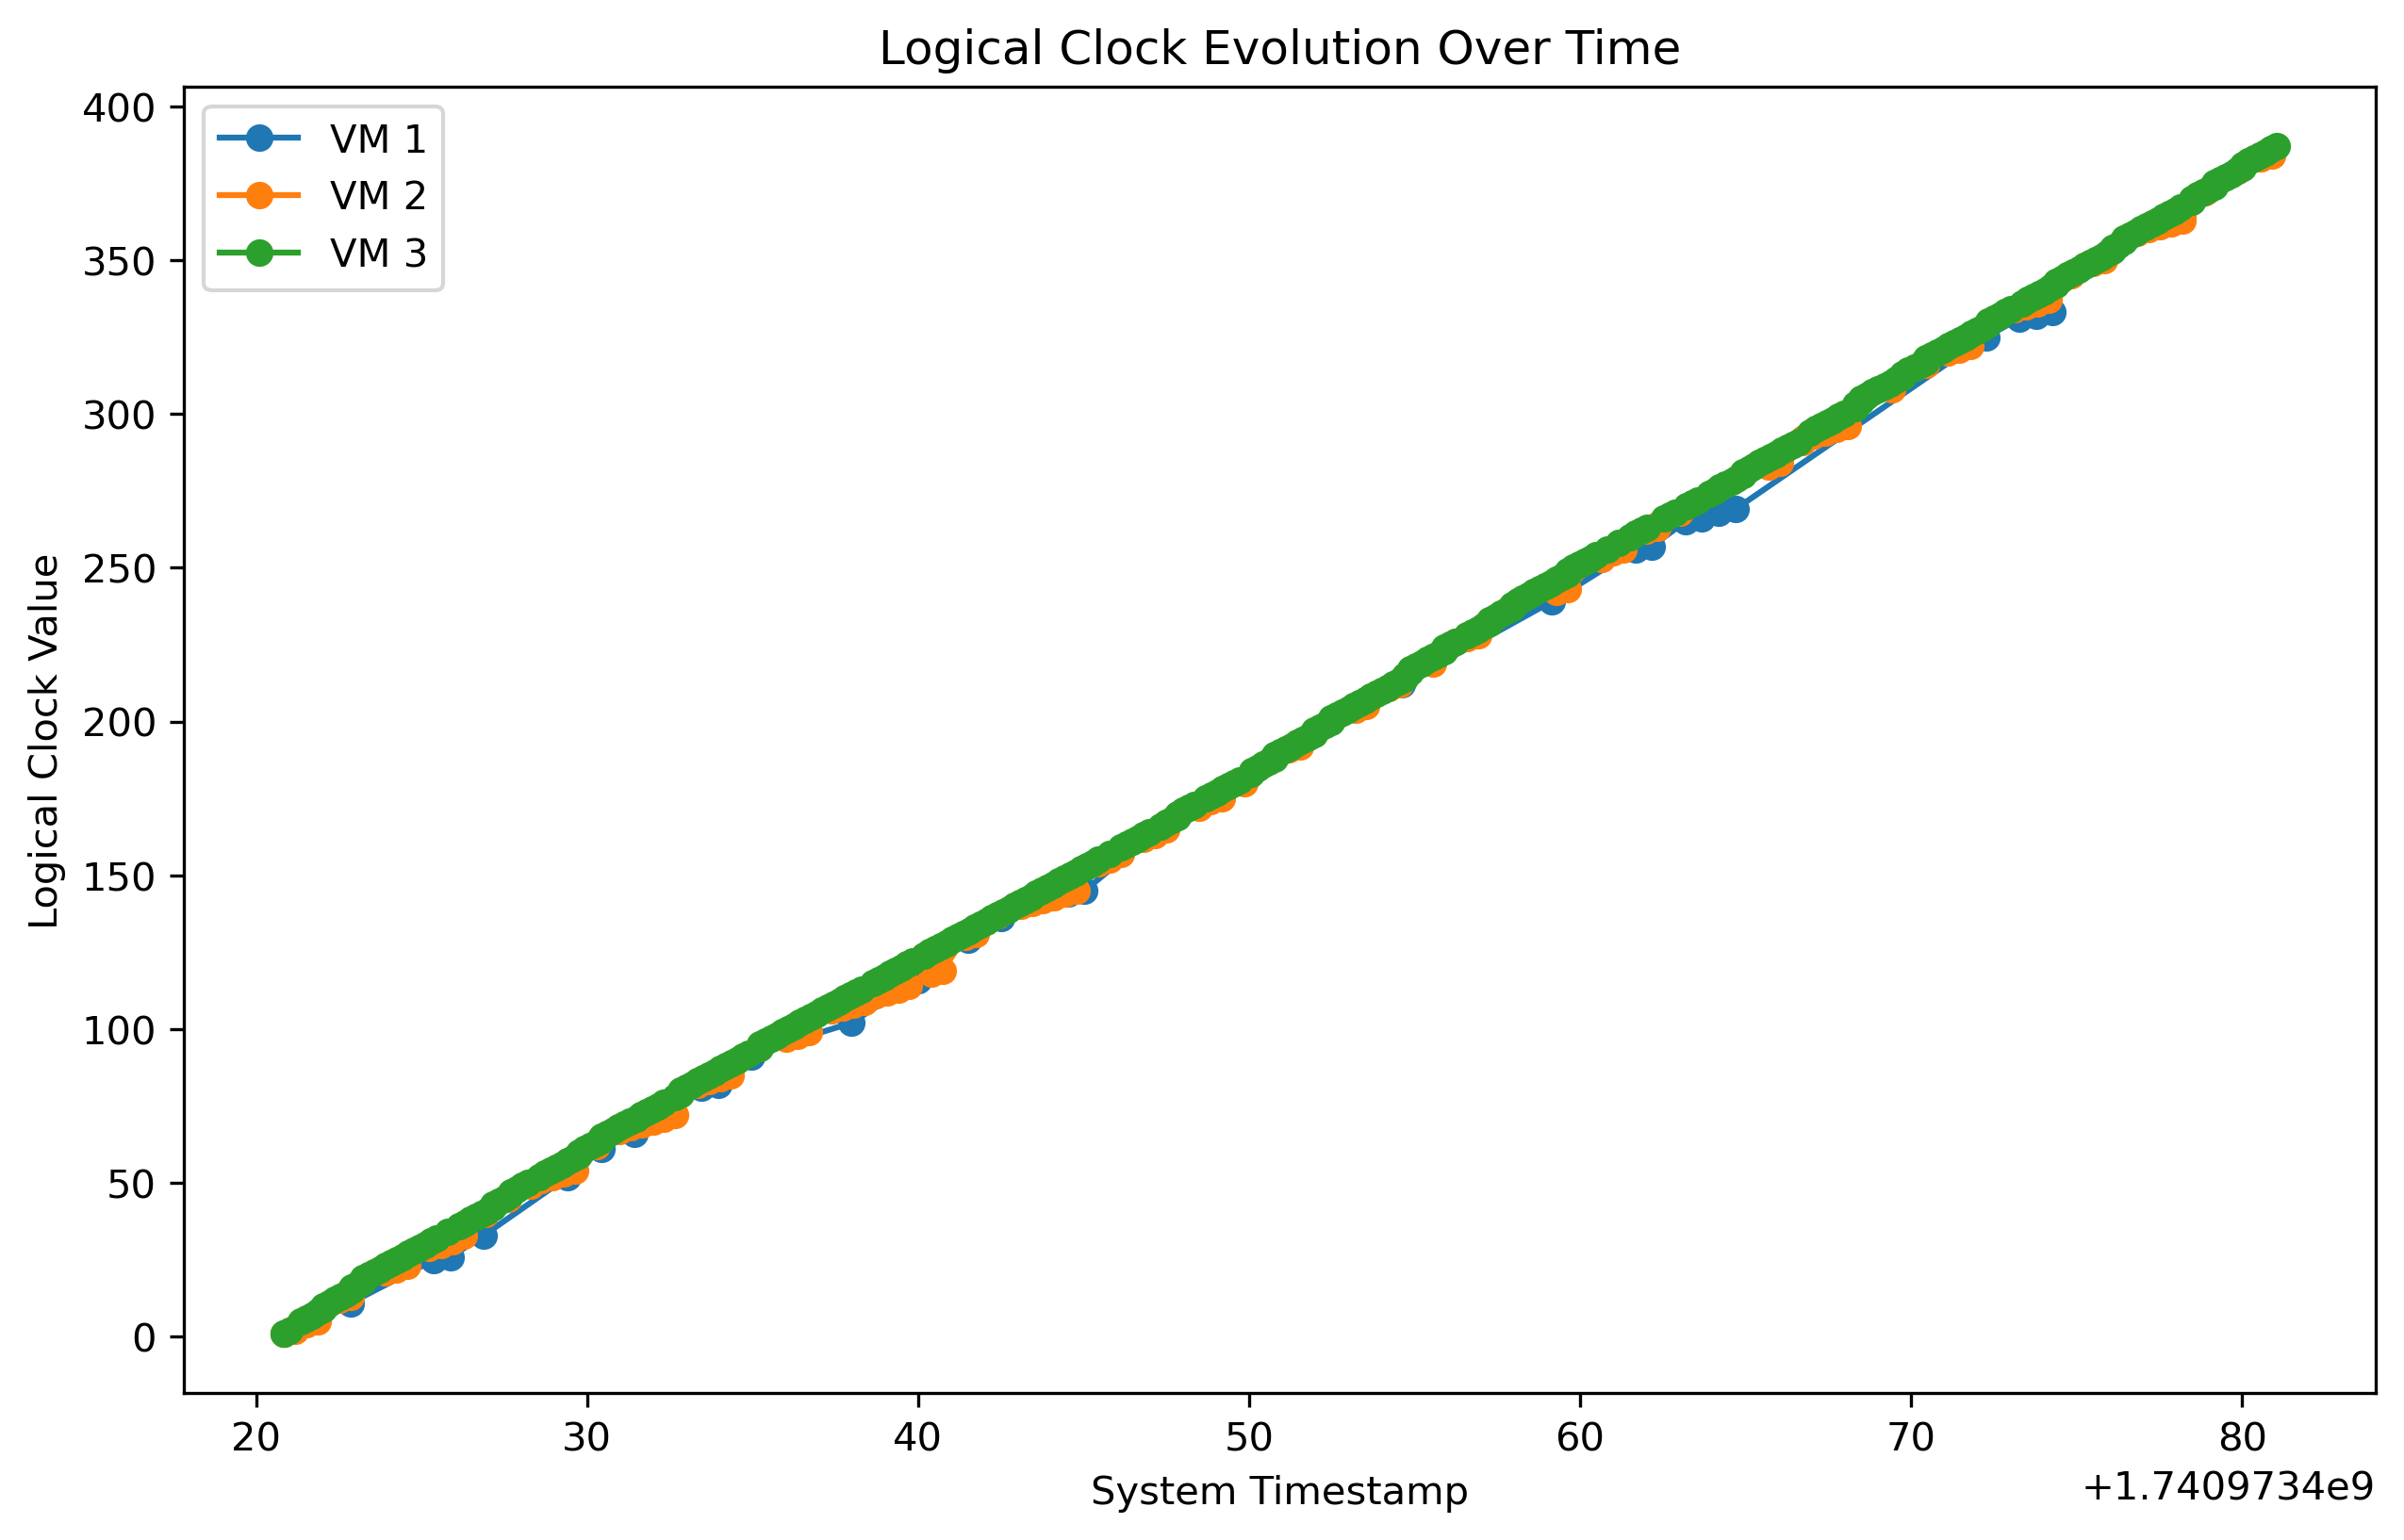 Logical Clock Evolution Over Time
VM 1
VM 2
VM 3
Logical Clock Value
400
350
300
250
200
150
100
50
0
20 30 40 50 60 70 80
System Timestamp
+1.7409734e9